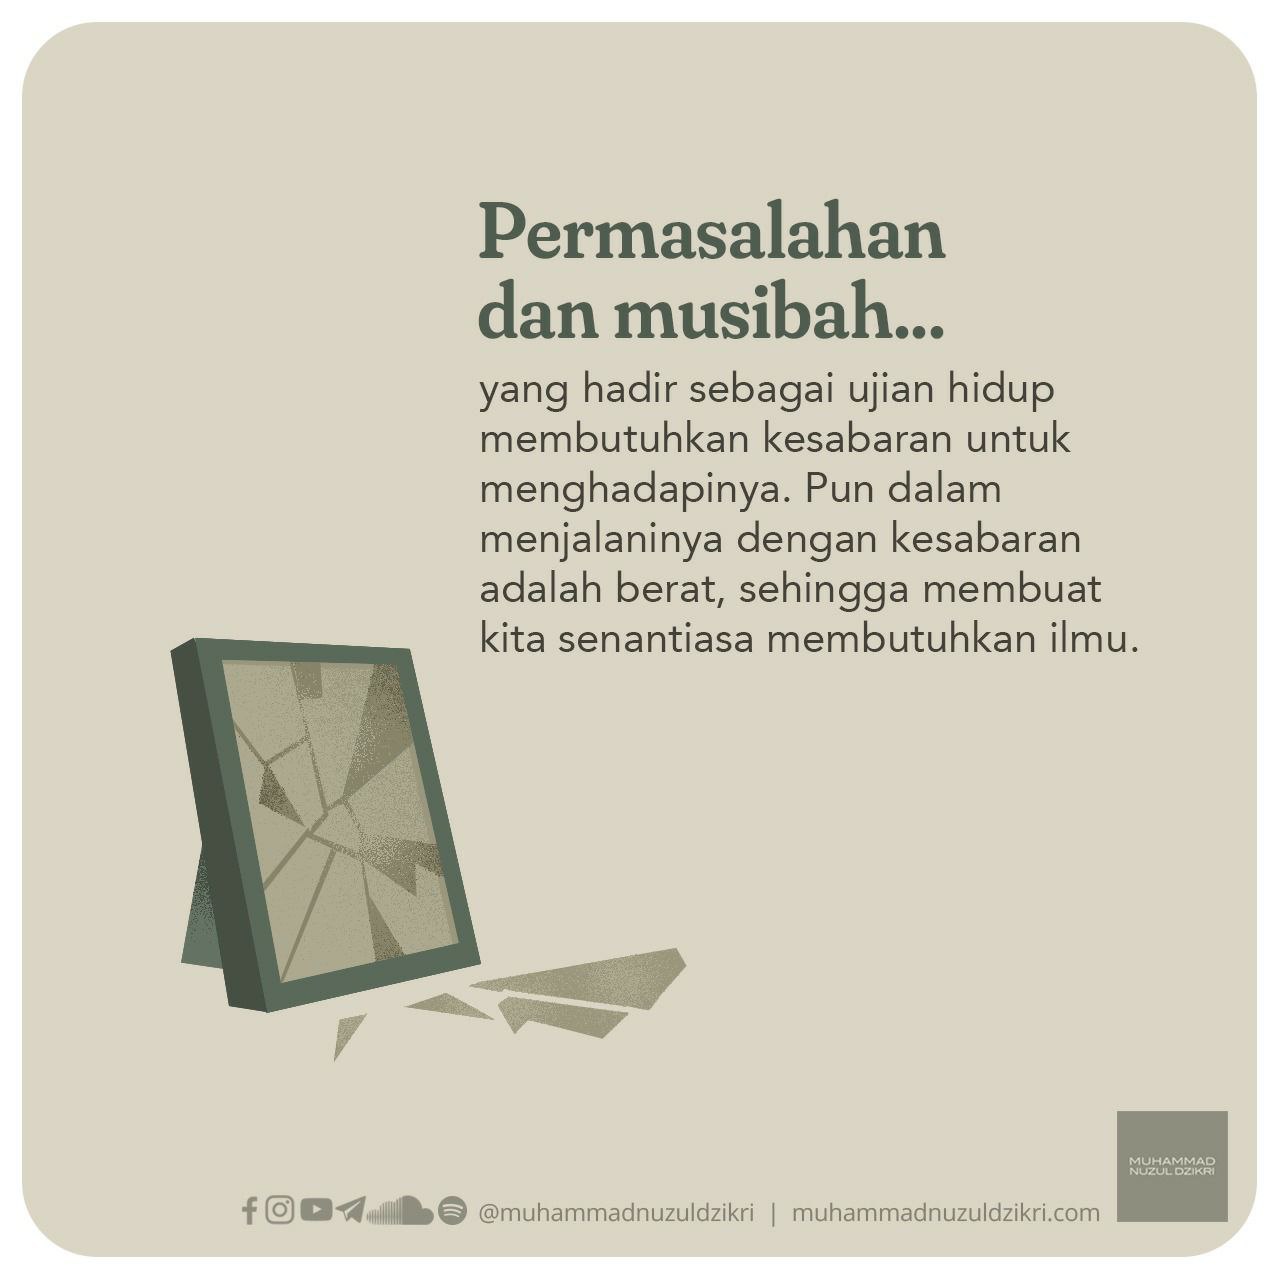 Permasalahan
dan musibah...
yang hadir sebagai ujian hidup
membutuhkan kesabaran untuk
menghadapinya. Pun dalam
menjalaninya dengan kesabaran
adalah berat, sehingga membuat
kita senantiasa membutuhkan ilmu.
MUHAMMAD
NUZUL DZIKRI
@muhammadnuzuldzikri | muhammadnuzuldzikri.com